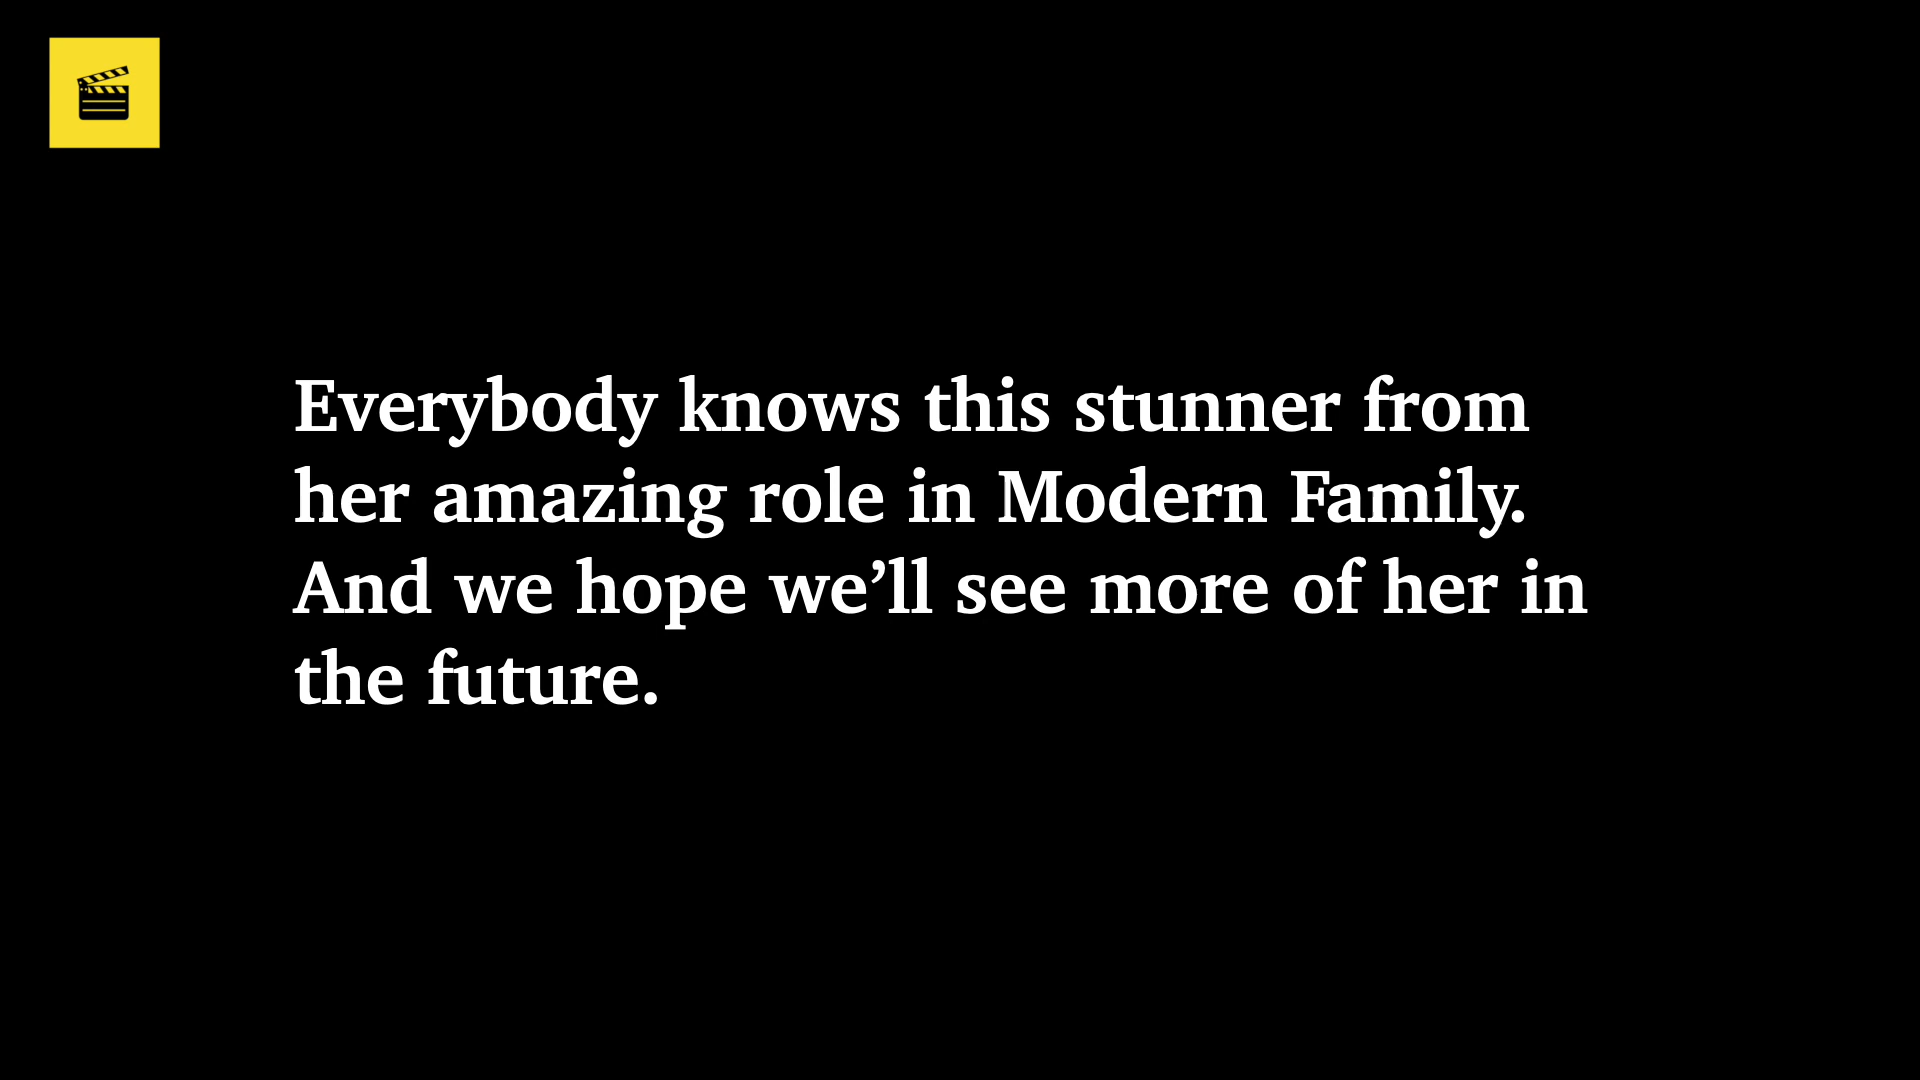 Everybody knows this stunner from
her amazing role in Modern Family.
And we hope we’ll see more of her in
the future.